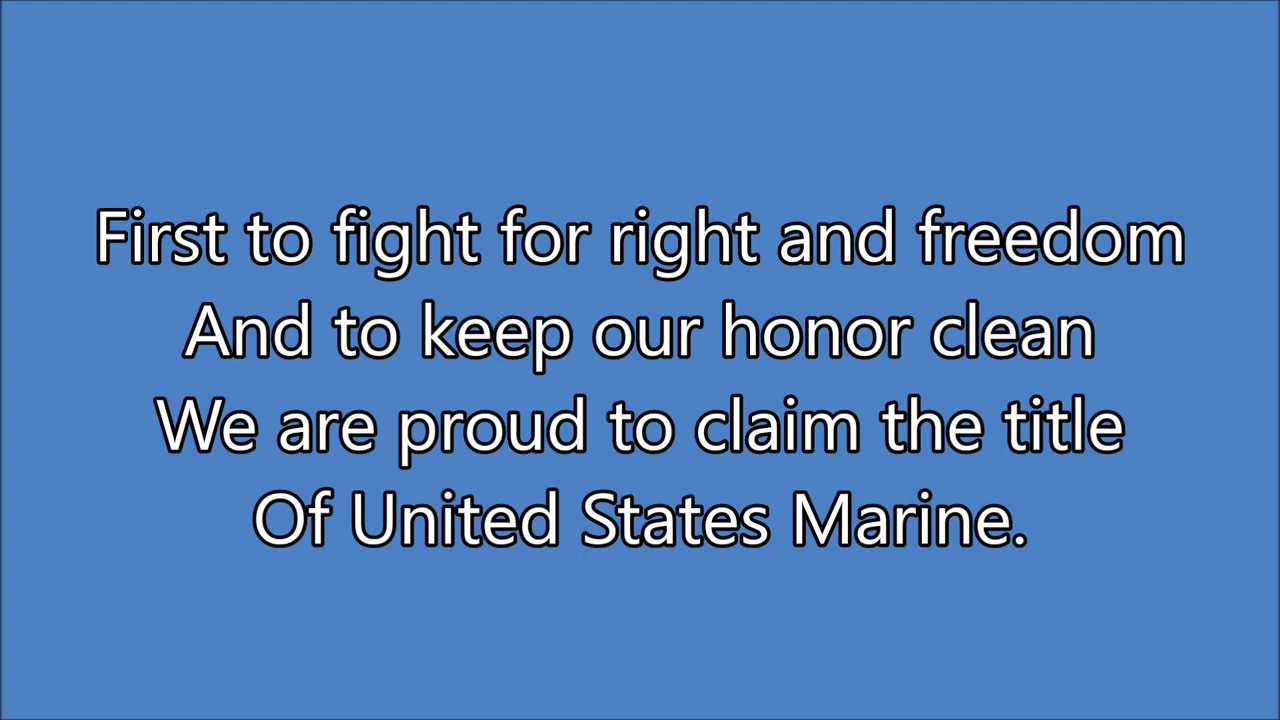 First to fight for right and freedom
And to keep our honor clean
We are proud to claim the title
Of United States Marine.